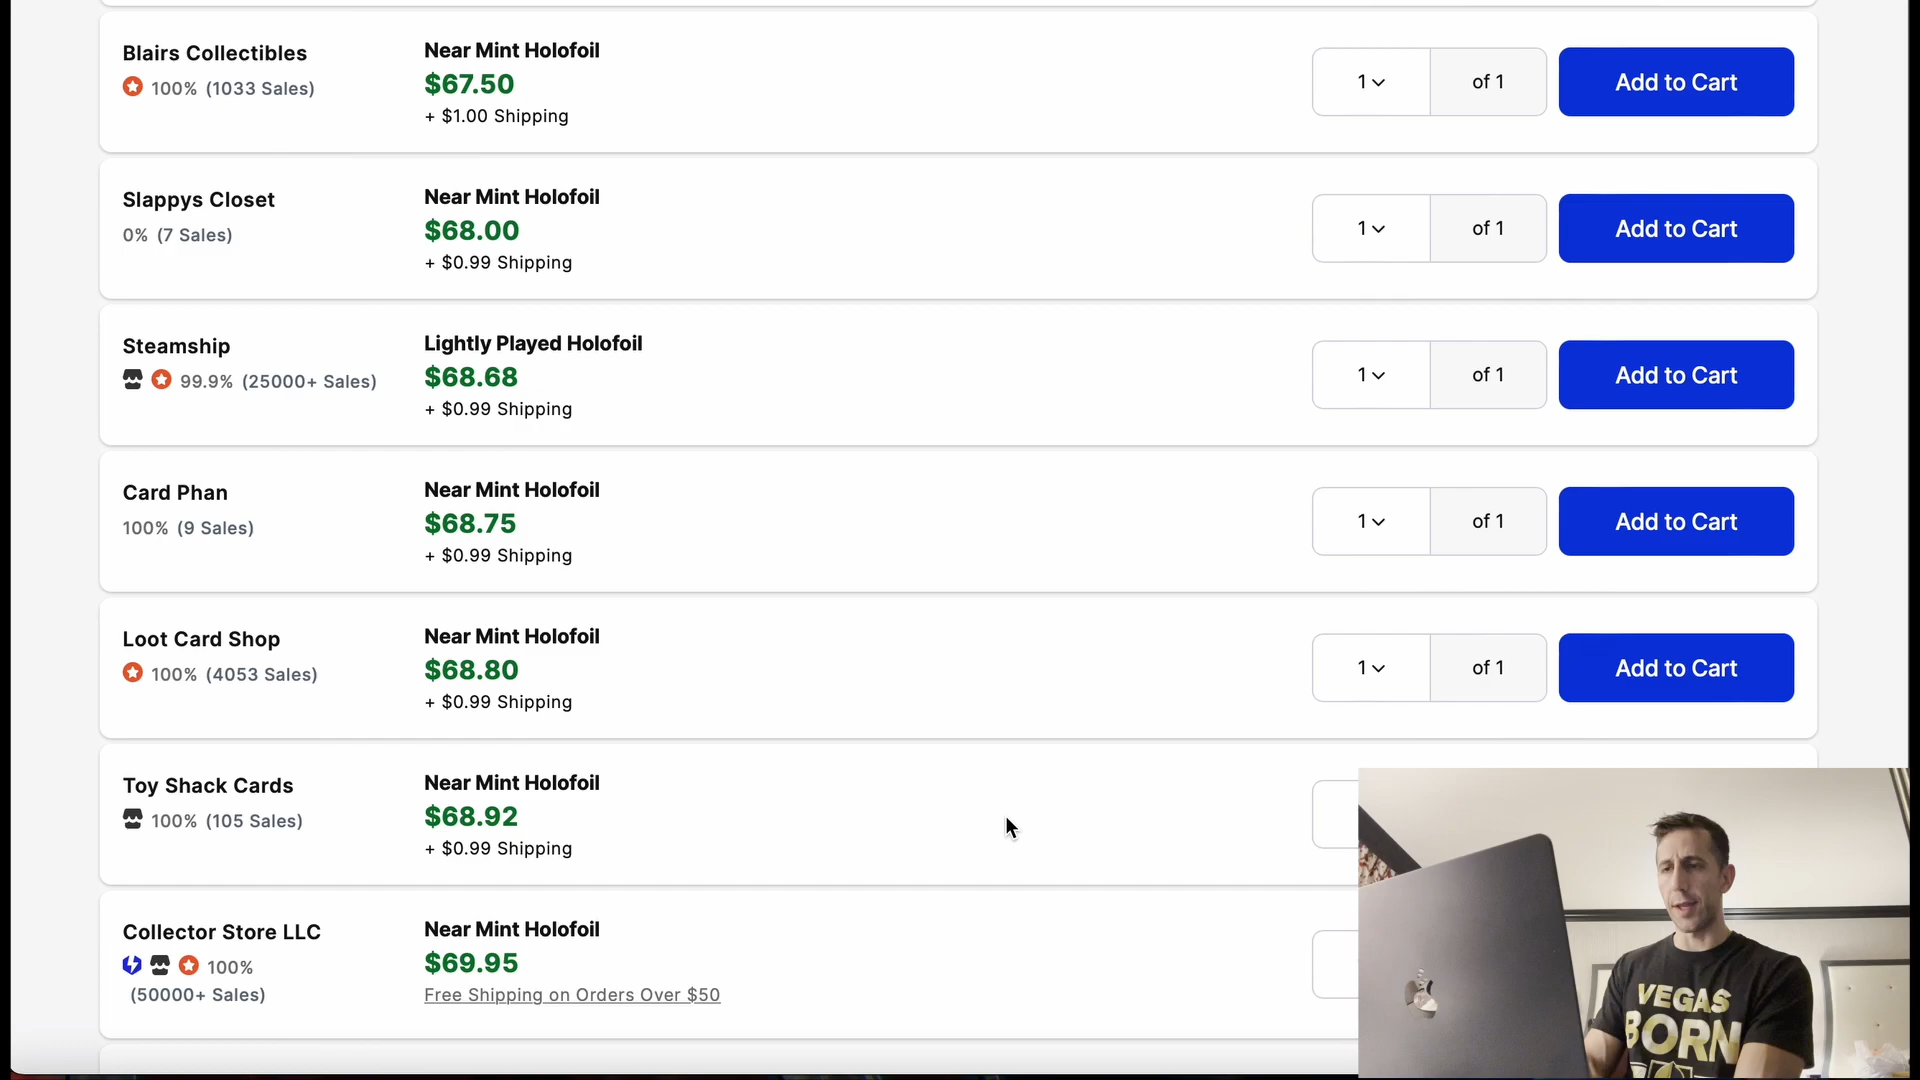 Blairs Collectibles
100% (1033 Sales)
Near Mint Holofoil
$67.50
+ $1.00 Shipping
1
of 1
Add to Cart
Slappys Closet
0% (7 Sales)
Near Mint Holofoil
$68.00
+ $0.99 Shipping
1
of 1
Add to Cart
Steamship
99.9% (25000+ Sales)
Lightly Played Holofoil
$68.68
+ $0.99 Shipping
1
of 1
Add to Cart
Card Phan
100% (9 Sales)
Near Mint Holofoil
$68.75
+ $0.99 Shipping
1
of 1
Add to Cart
Loot Card Shop
100% (4053 Sales)
Near Mint Holofoil
$68.80
+ $0.99 Shipping
1
of 1
Add to Cart
Toy Shack Cards
100% (105 Sales)
Near Mint Holofoil
$68.92
+ $0.99 Shipping
Collector Store LLC
100%
(50000+ Sales)
Near Mint Holofoil
$69.95
Free Shipping on Orders Over $50
VEGAS
BORN